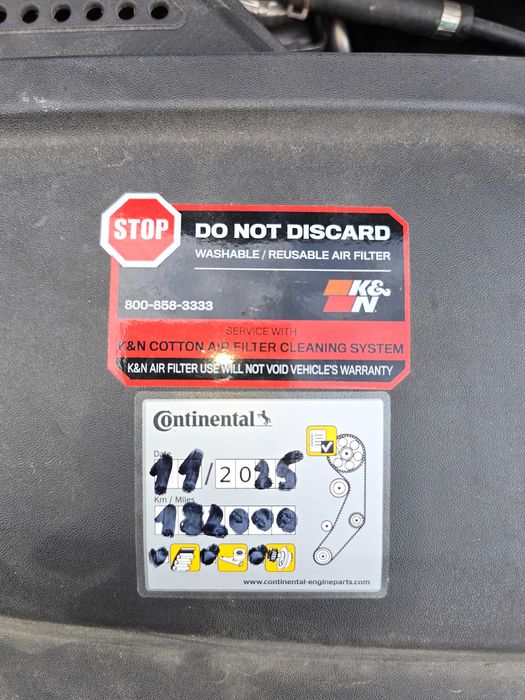 STOP
DO NOT DISCARD
WASHABLE / REUSABLE AIR FILTER
K&N®
800-858-3333
SERVICE WITH
K&N COTTON AIR FILTER CLEANING SYSTEM
K&N AIR FILTER USE WILL NOT VOID VEHICLE'S WARRANTY
Continental
Date
11/2025
Km / Miles
www.continental-engineparts.com